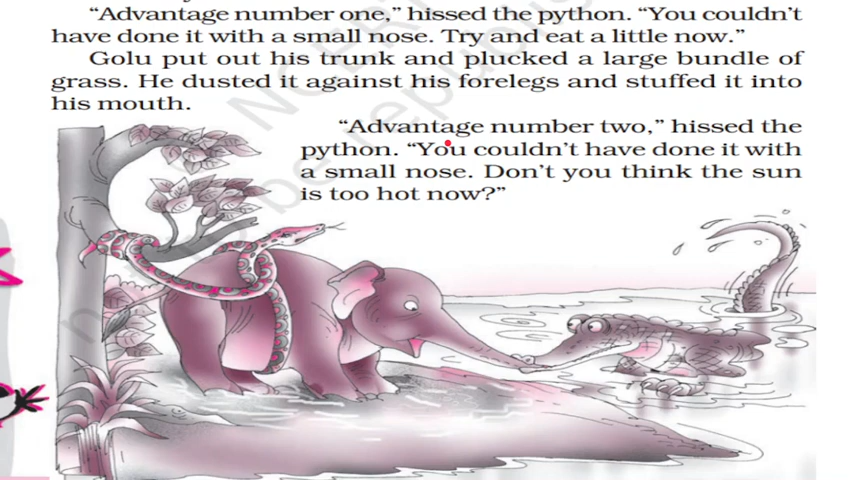 "Advantage number one," hissed the python. "You couldn't
have done it with a small nose. Try and eat a little now."
Golu put out his trunk and plucked a large bundle of
grass. He dusted it against his forelegs and stuffed it into
his mouth.
"Advantage number two," hissed the
python. "You couldn't have done it with
a small nose. Don't you think the sun
is too hot now?"